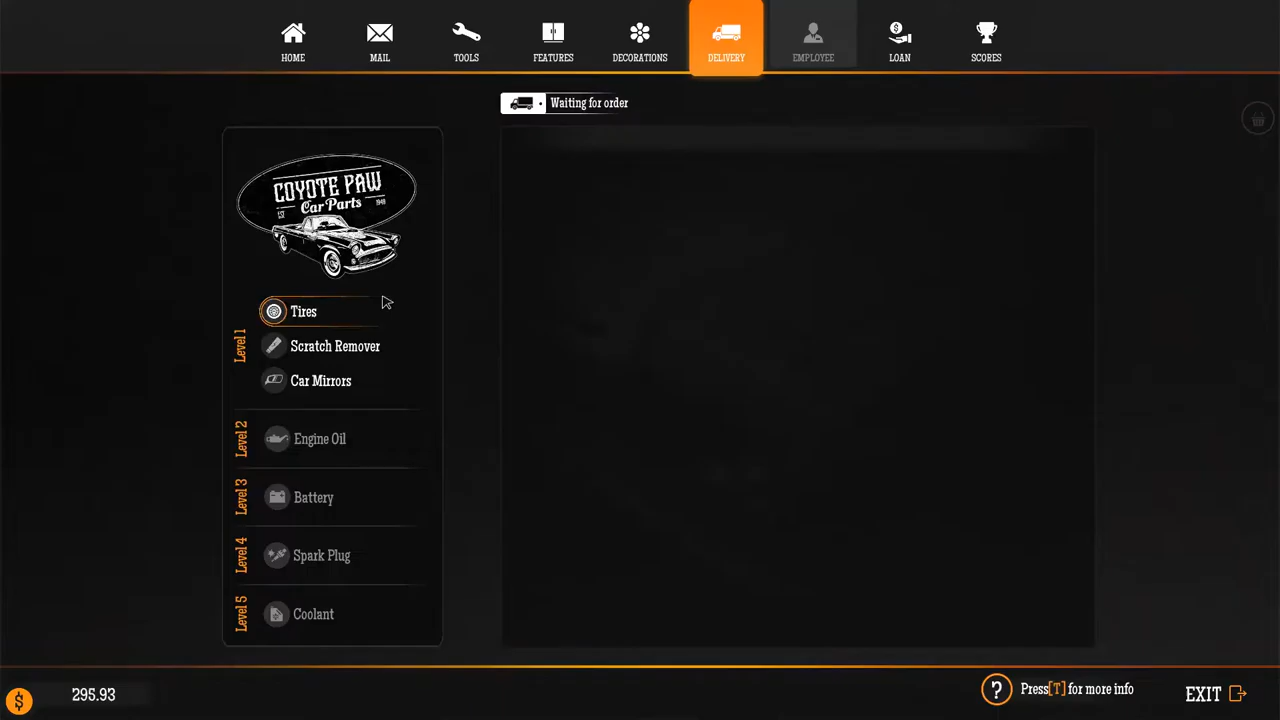 HOME
MAIL
TOOLS
FEATURES
DECORATIONS
DELIVERY
EMPLOYEE
LOAN
SCORES
Waiting for order
COYOTE PAW
Car Parts
EST
1949
Level 1
Tires
Scratch Remover
Car Mirrors
Level 2
Engine Oil
Level 3
Battery
Level 4
Spark Plug
Level 5
Coolant
$ 295.93
? Press[T] for more info
EXIT